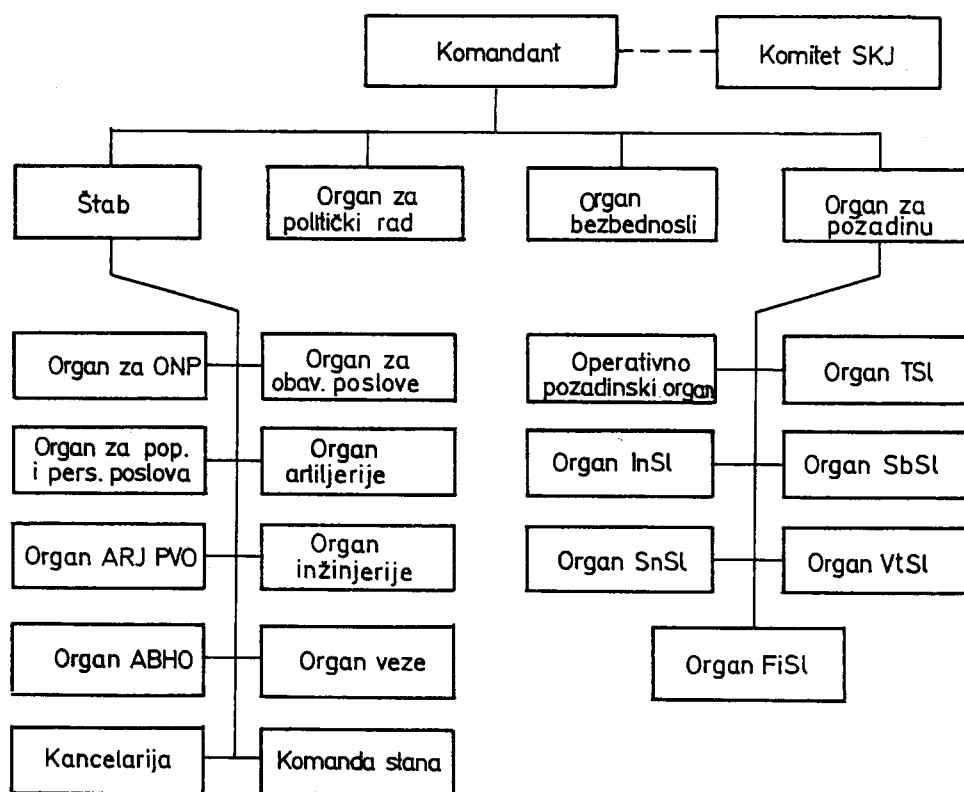 Komandant
Komitet SKJ
Štab
Organ za
politički rad
Organ
bezbednosli
Organ za
pozadinu
Organ za ONP
Organ za
obav. poslove
Operativno
pozadinski organ
Organ TSl
Organ za pop.
i pers. poslova
Organ
artiljerije
Organ InSl
Organ SbSl
Organ ARJ PVO
Organ
inžinjerije
Organ SnSl
Organ VtSl
Organ ABHO
Organ veze
Organ FiSl
Kancelarija
Komanda stana